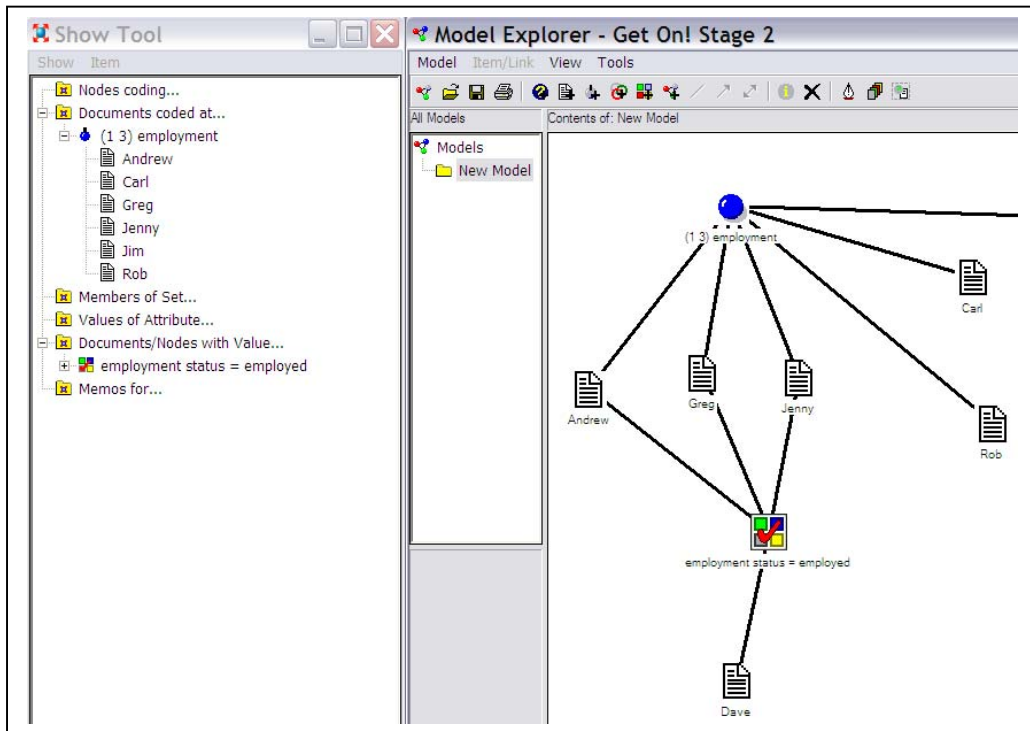 Show Tool
Show Item
Nodes coding...
Documents coded at...
(1 3) employment
Andrew
Carl
Greg
Jenny
Jim
Rob
Members of Set...
Values of Attribute...
Documents/Nodes with Value...
employment status = employed
Memos for...
Model Explorer - Get On! Stage 2
Model Item/Link View Tools
All Models
Models
New Model
Contents of: New Model
(1 3) employment
Carl
Andrew
Greg
Jenny
Rob
employment status = employed
Dave